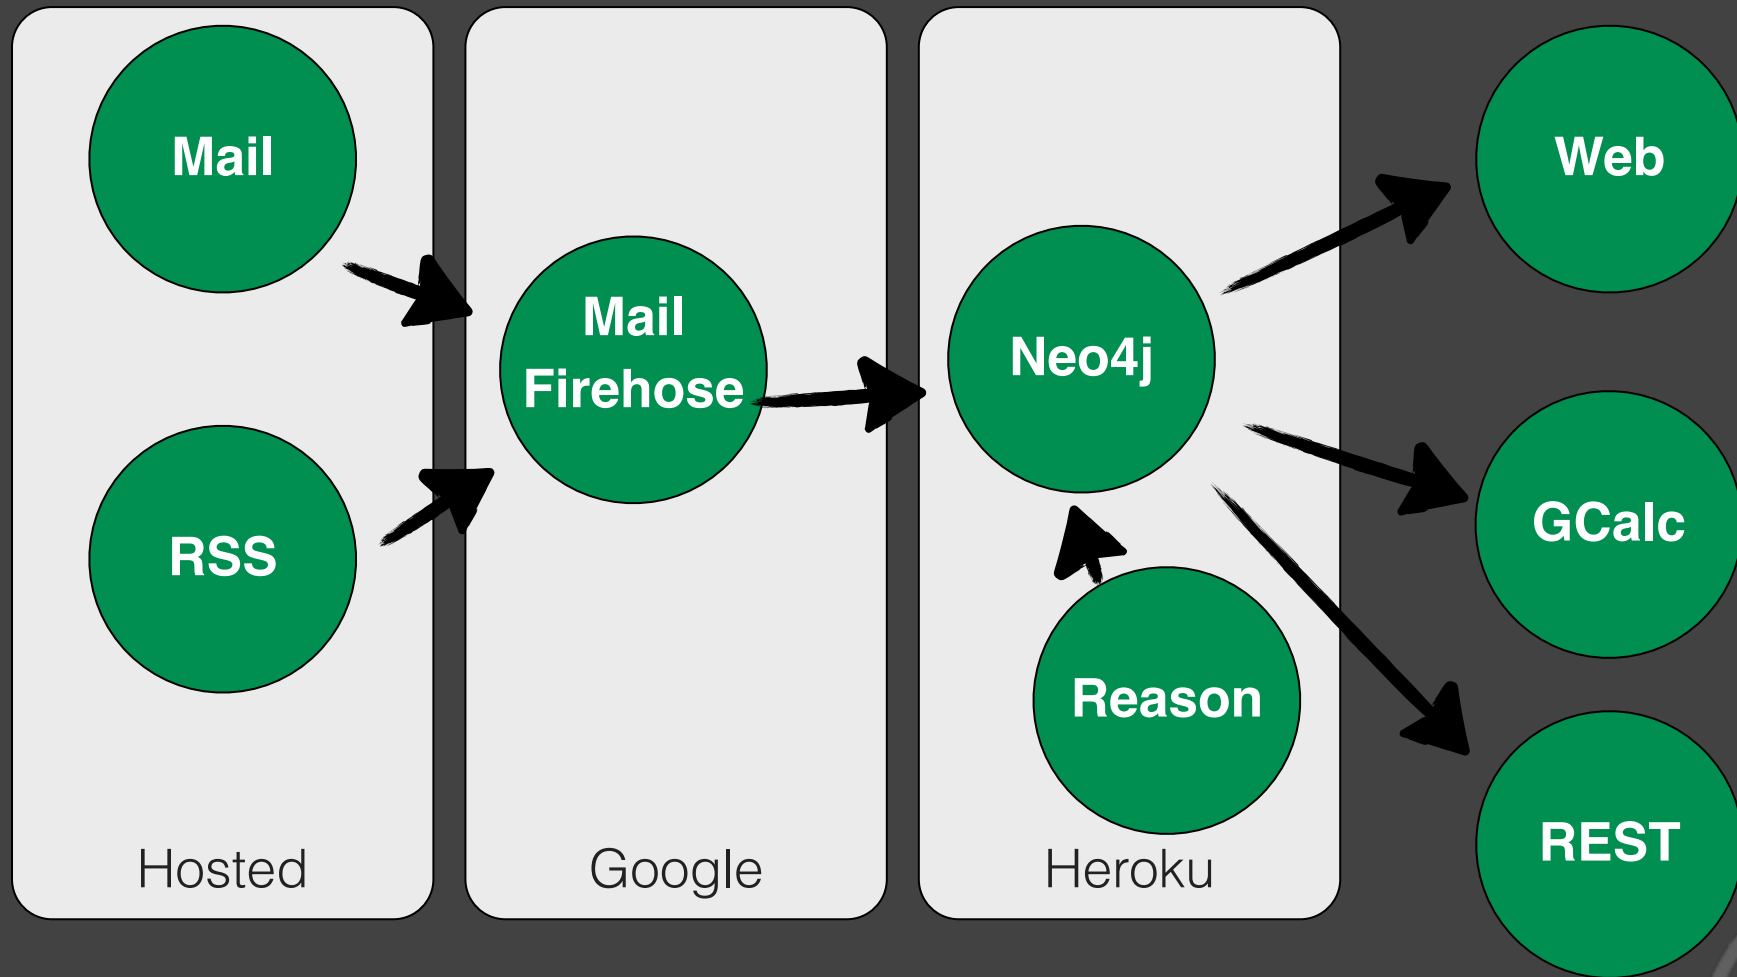 Mail
RSS
Hosted
Mail
Firehose
Google
Neo4j
Reason
Heroku
Web
GCalc
REST